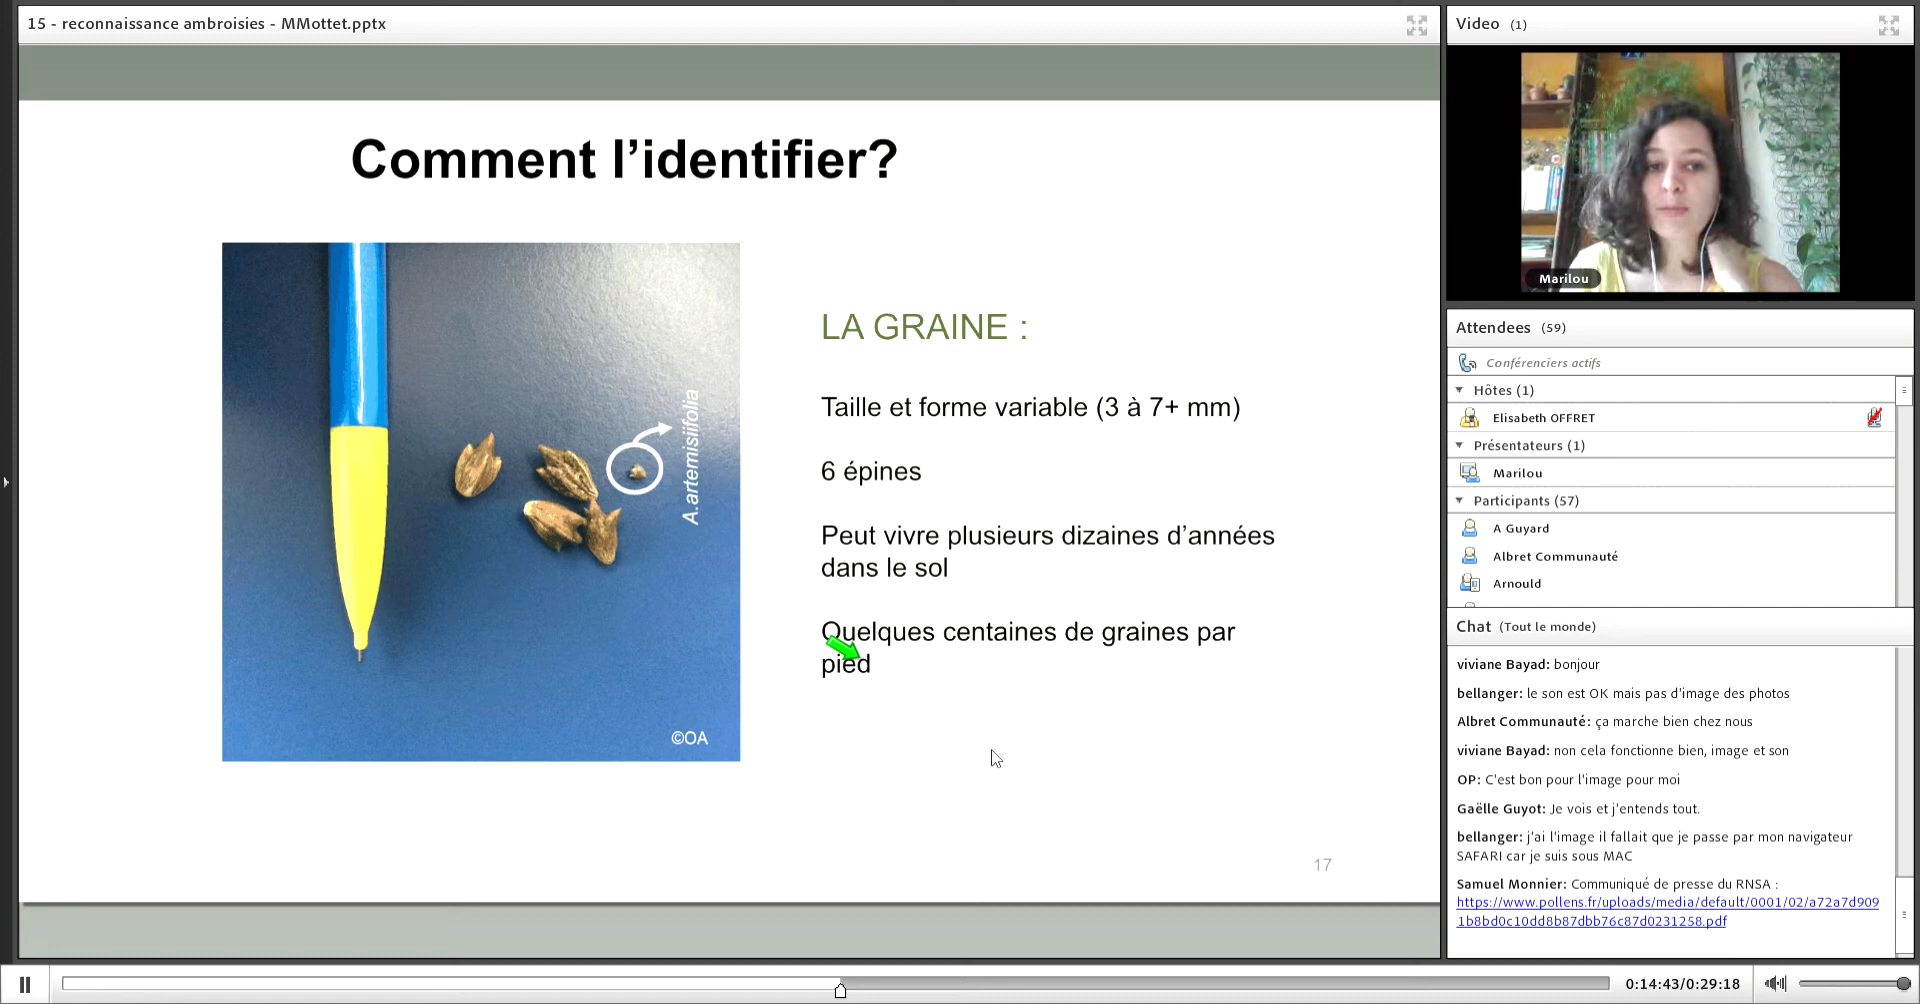 15 - reconnaissance ambroisies - MMottet.pptx
Comment l’identifier?
A.artemisiifolia
©OA
LA GRAINE :
Taille et forme variable (3 à 7+ mm)
6 épines
Peut vivre plusieurs dizaines d’années
dans le sol
Quelques centaines de graines par
pied
17
Video (1)
Marilou
Attendees (59)
Conférenciers actifs
Hôtes (1)
Elisabeth OFFRET
Présentateurs (1)
Marilou
Participants (57)
A Guyard
Albret Communauté
Arnould
Chat (Tout le monde)
viviane Bayad: bonjour
bellanger: le son est OK mais pas d'image des photos
Albret Communauté: ça marche bien chez nous
viviane Bayad: non cela fonctionne bien, image et son
OP: C'est bon pour l'image pour moi
Gaëlle Guyot: Je vois et j'entends tout.
bellanger: j'ai l'image il fallait que je passe par mon navigateur
SAFARI car je suis sous MAC
Samuel Monnier: Communiqué de presse du RNSA :
https://www.pollens.fr/uploads/media/default/0001/02/a72a7d909
1b8bd0c10dd8b87dbb76c87d0231258.pdf
0:14:43/0:29:18